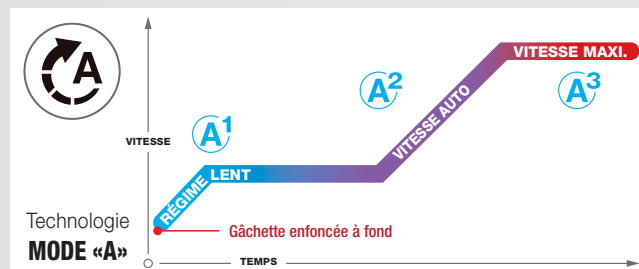 A
VITESSE MAXI.
A²
A³
VITESSE AUTO
A¹
VITESSE
RÉGIME LENT
Technologie
MODE «A»
Gâchette enfoncée à fond
TEMPS